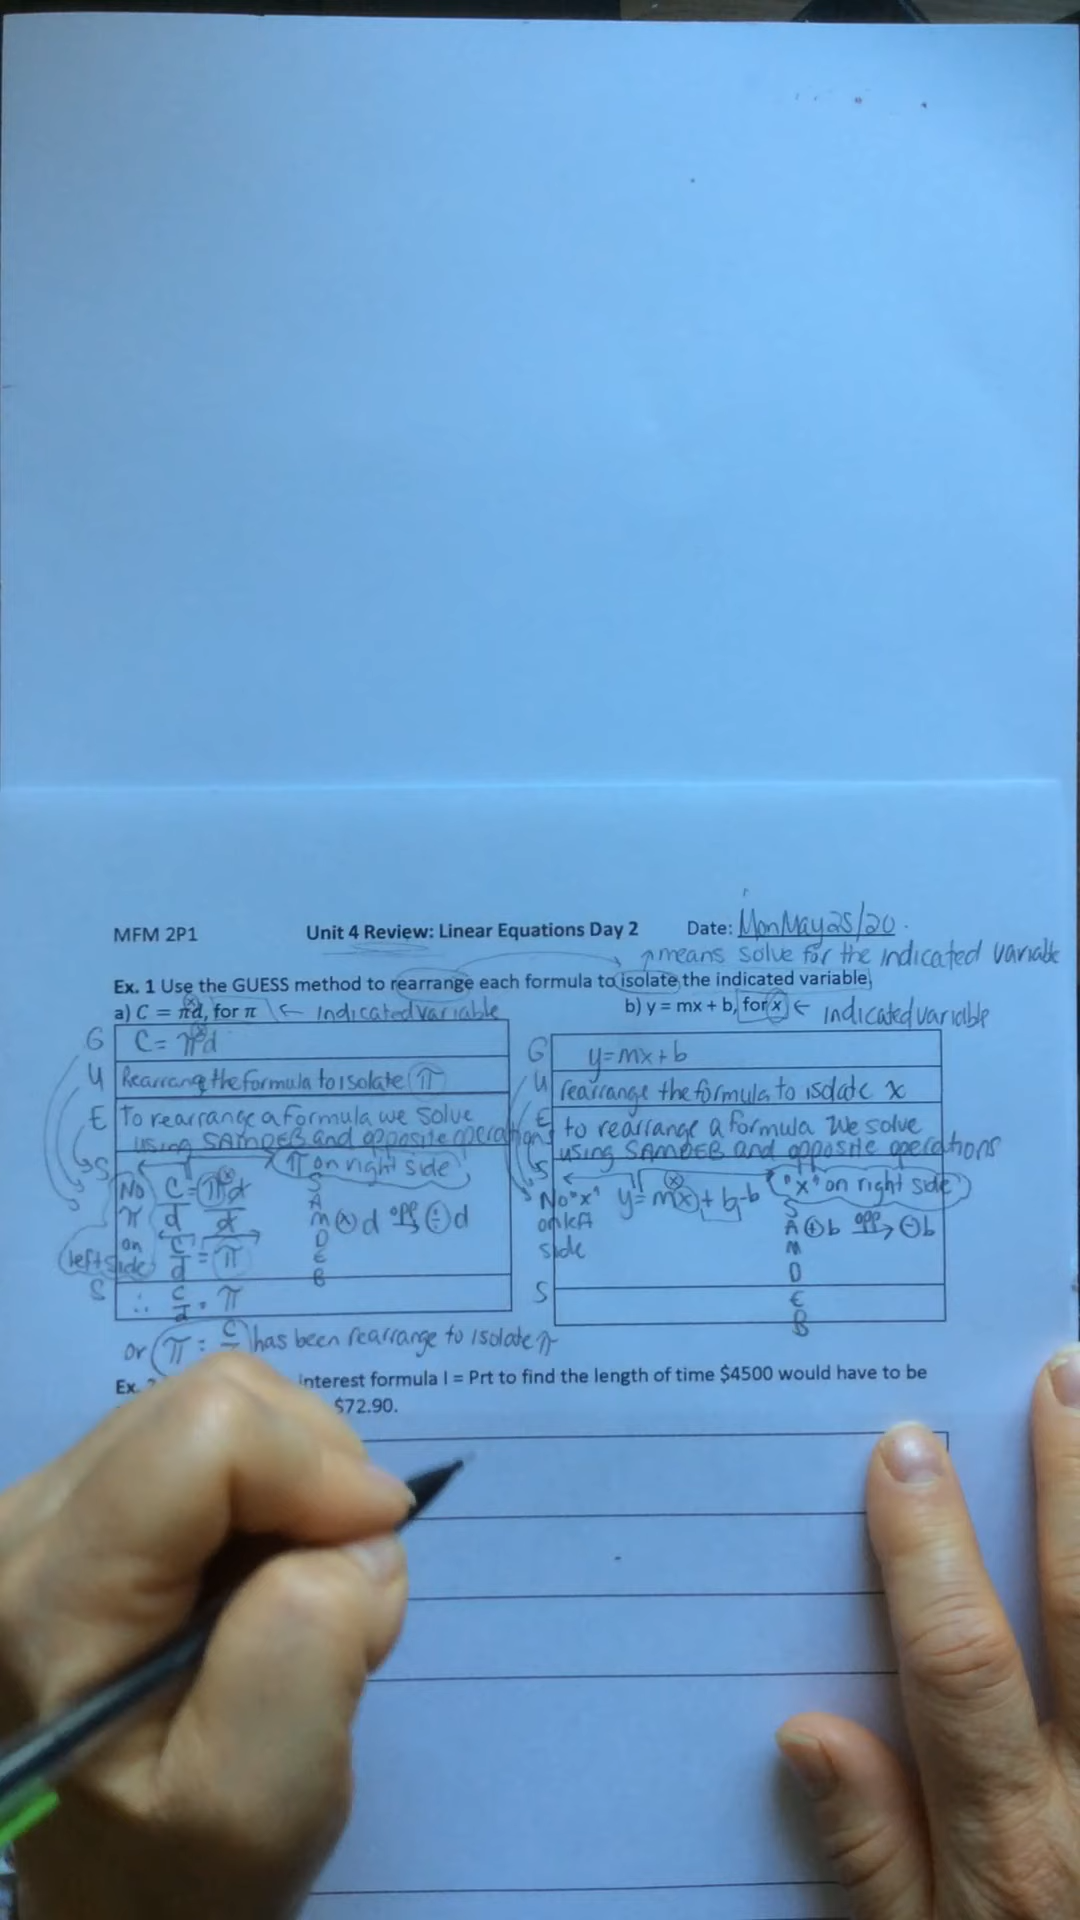 MFM 2P1 Unit 4 Review: Linear Equations Day 2 Date: Mon May 25/20.
↑ means solve for the indicated variable
Ex. 1 Use the GUESS method to rearrange each formula to isolate the indicated variable
a) C = πd, for π ← Indicated variable
G C = πd
U Rearrange the formula to isolate π
E To rearrange a formula we solve
using SAMDEB and opposite operations
S π on right side
No π on left side
C = πd
d d
C/d = π
S
A
M ⊗ d opp ÷ d
D
E
B
S ∴ C/d = π
or π = C has been rearrange to isolate π
b) y = mx + b, for x ← Indicated variable
G y = mx + b
U rearrange the formula to isolate x
E to rearrange a formula we solve
using SAMDEB and opposite operations
S "x" on right side
No "x" on left side
y = mx + b - b
S
A ⊕ b opp → ⊖ b
M
D
E
B
S
Ex. interest formula I = Prt to find the length of time $4500 would have to be
$72.90.